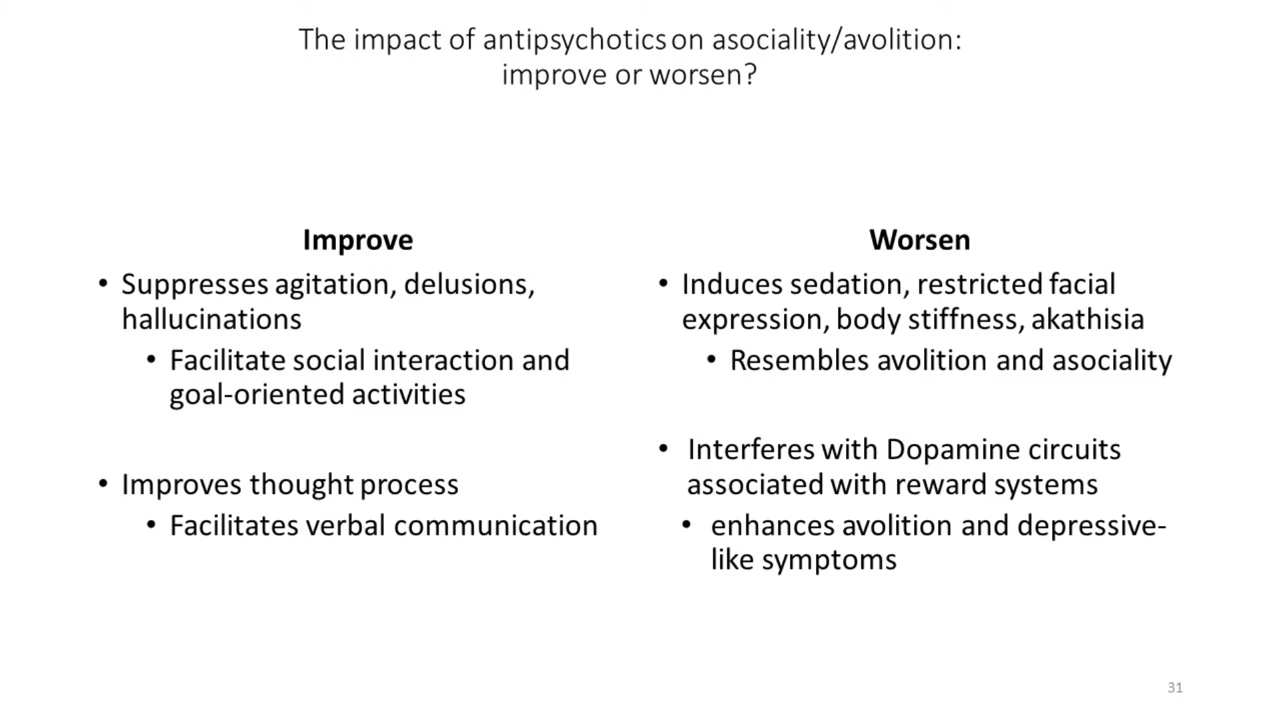 The impact of antipsychotics on asociality/avolition:
improve or worsen?
Improve
• Suppresses agitation, delusions,
hallucinations
• Facilitate social interaction and
goal-oriented activities
• Improves thought process
• Facilitates verbal communication
Worsen
• Induces sedation, restricted facial
expression, body stiffness, akathisia
• Resembles avolition and asociality
• Interferes with Dopamine circuits
associated with reward systems
• enhances avolition and depressive-
like symptoms
31